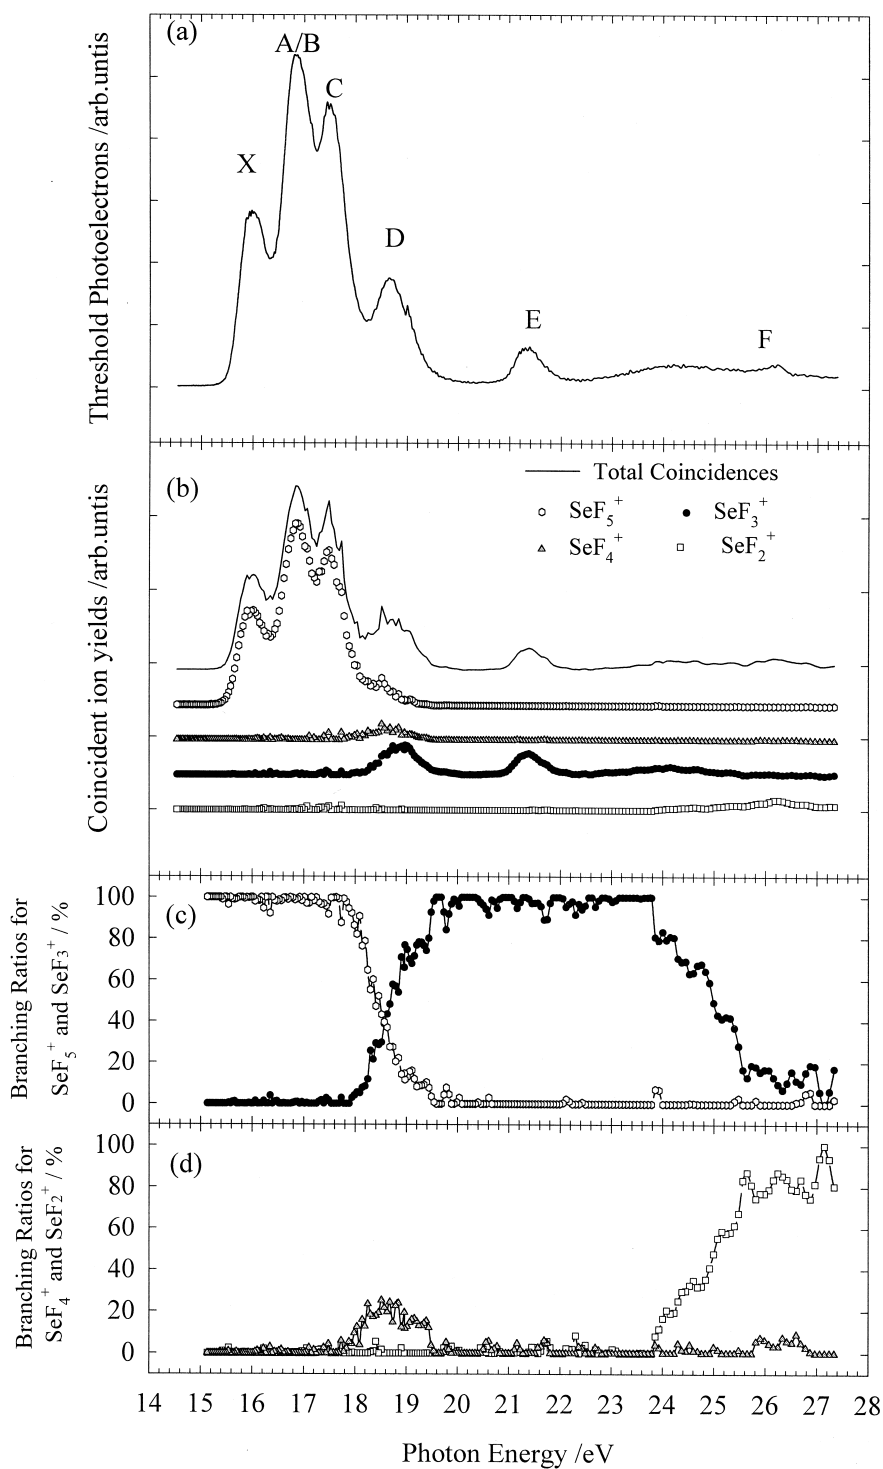 (a)
A/B
C
X
D
E
F
Threshold Photoelectrons /arb.untis
(b)
Total Coincidences
SeF5+
SeF3+
SeF4+
SeF2+
Coincident ion yields /arb.untis
(c)
100
80
60
40
20
0
Branching Ratios for
SeF5+ and SeF3+ / %
(d)
100
80
60
40
20
0
Branching Ratios for
SeF4+ and SeF2+ / %
14 15 16 17 18 19 20 21 22 23 24 25 26 27 28
Photon Energy /eV